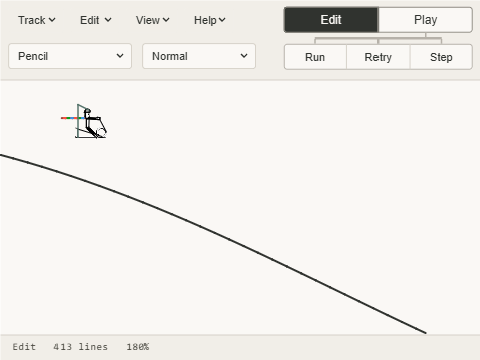 Track Edit View Help Edit Play
Pencil Normal Run Retry Step
Edit 413 lines 180%